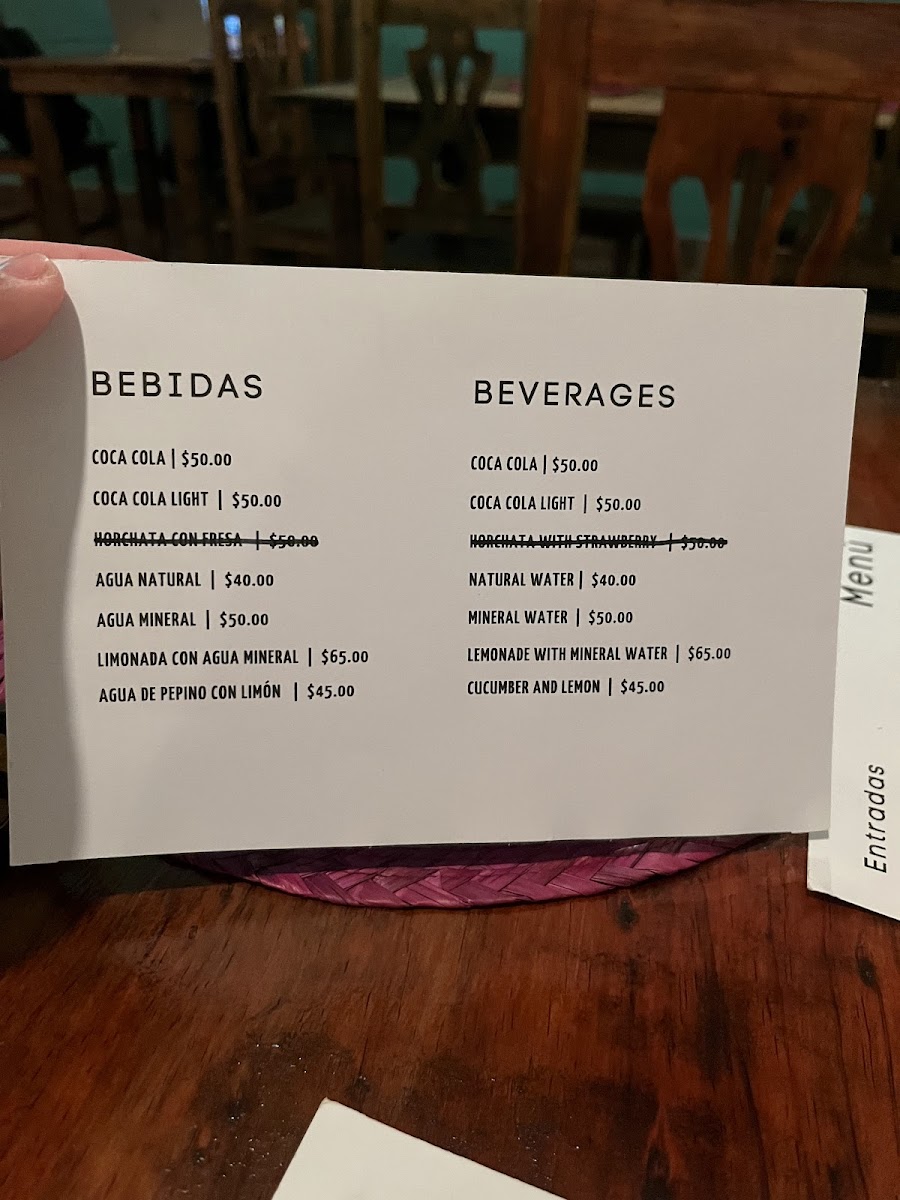 BEBIDAS
COCA COLA | $50.00
COCA COLA LIGHT | $50.00
HORCHATA CON FRESA | $50.00
AGUA NATURAL | $40.00
AGUA MINERAL | $50.00
LIMONADA CON AGUA MINERAL | $65.00
AGUA DE PEPINO CON LIMÓN | $45.00
BEVERAGES
COCA COLA | $50.00
COCA COLA LIGHT | $50.00
HORCHATA WITH STRAWBERRY | $50.00
NATURAL WATER | $40.00
MINERAL WATER | $50.00
LEMONADE WITH MINERAL WATER | $65.00
CUCUMBER AND LEMON | $45.00
Menu
Entradas